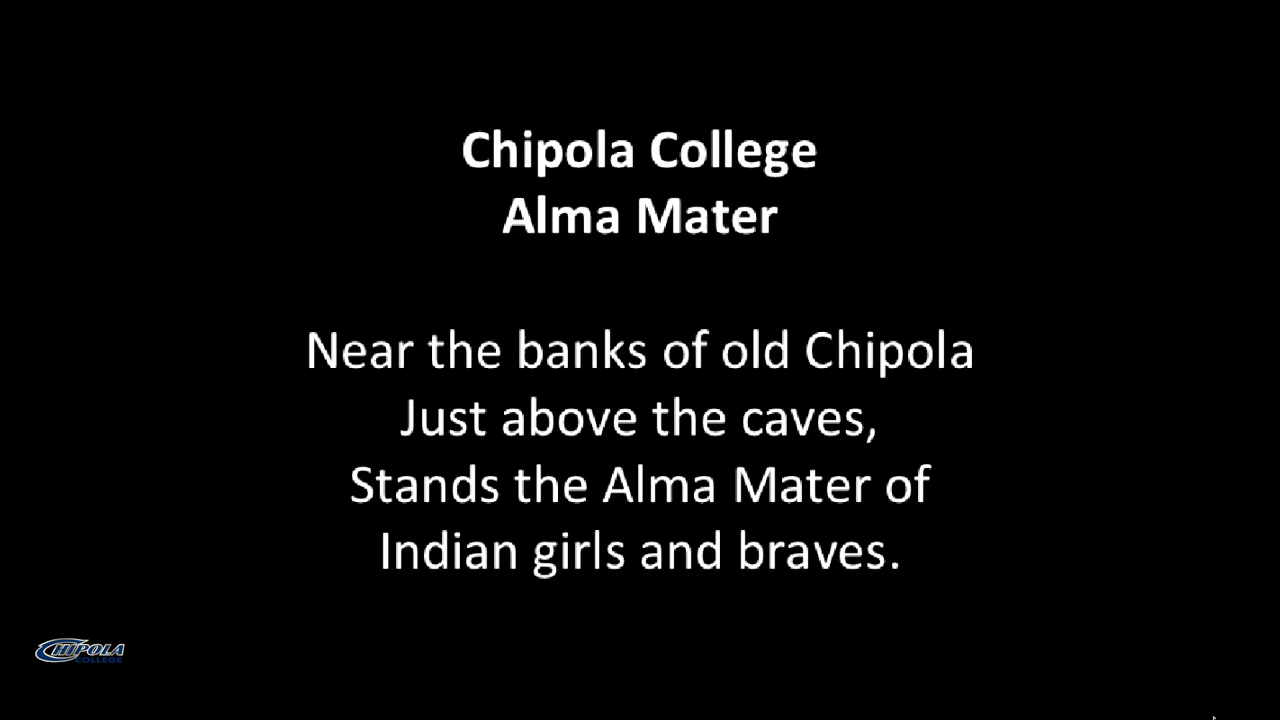 Chipola College
Alma Mater
Near the banks of old Chipola
Just above the caves,
Stands the Alma Mater of
Indian girls and braves.
CHIPOLA
COLLEGE